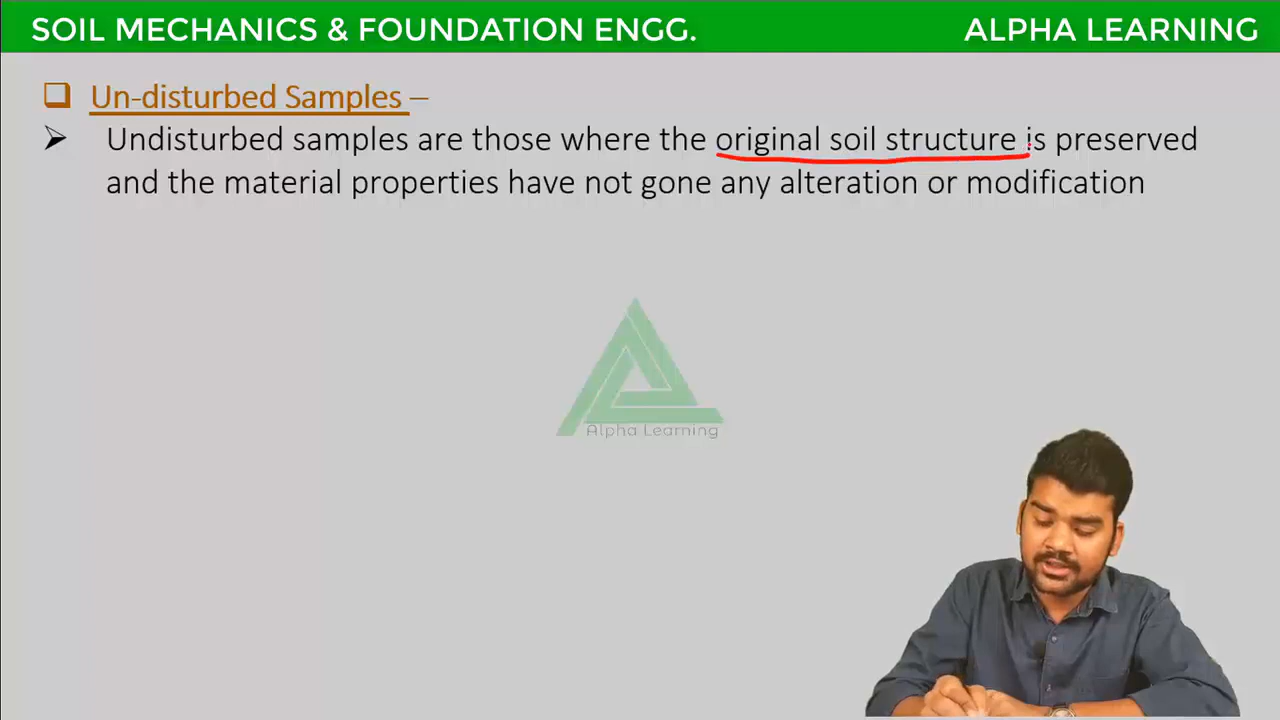 SOIL MECHANICS & FOUNDATION ENGG.
ALPHA LEARNING
Un-disturbed Samples –
Undisturbed samples are those where the original soil structure is preserved
and the material properties have not gone any alteration or modification
Alpha Learning